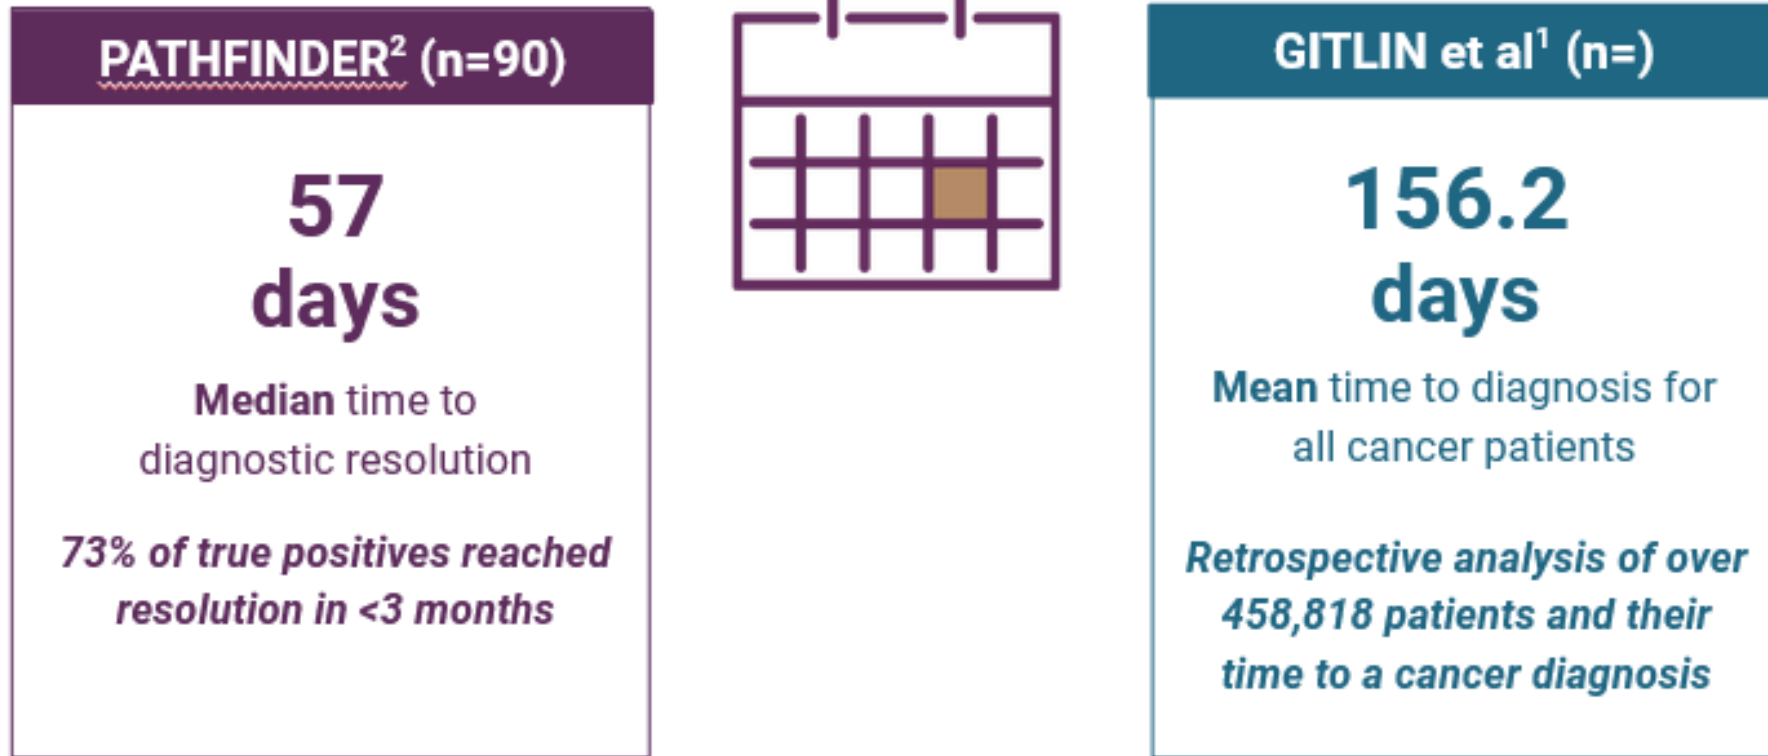 PATHFINDER² (n=90)
57
days
Median time to
diagnostic resolution
73% of true positives reached
resolution in <3 months
GITLIN et al¹ (n=)
156.2
days
Mean time to diagnosis for
all cancer patients
Retrospective analysis of over
458,818 patients and their
time to a cancer diagnosis